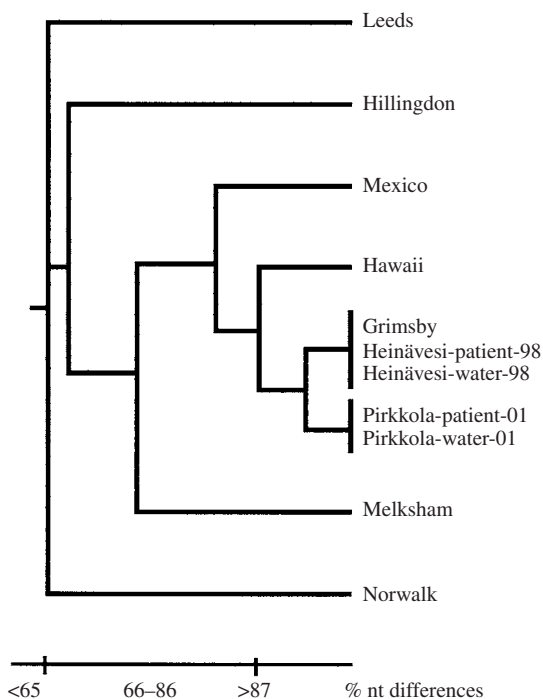 Leeds
Hillingdon
Mexico
Hawaii
Grimsby
Heinävesi-patient-98
Heinävesi-water-98
Pirkkola-patient-01
Pirkkola-water-01
Melksham
Norwalk
<65 66–86 >87 % nt differences